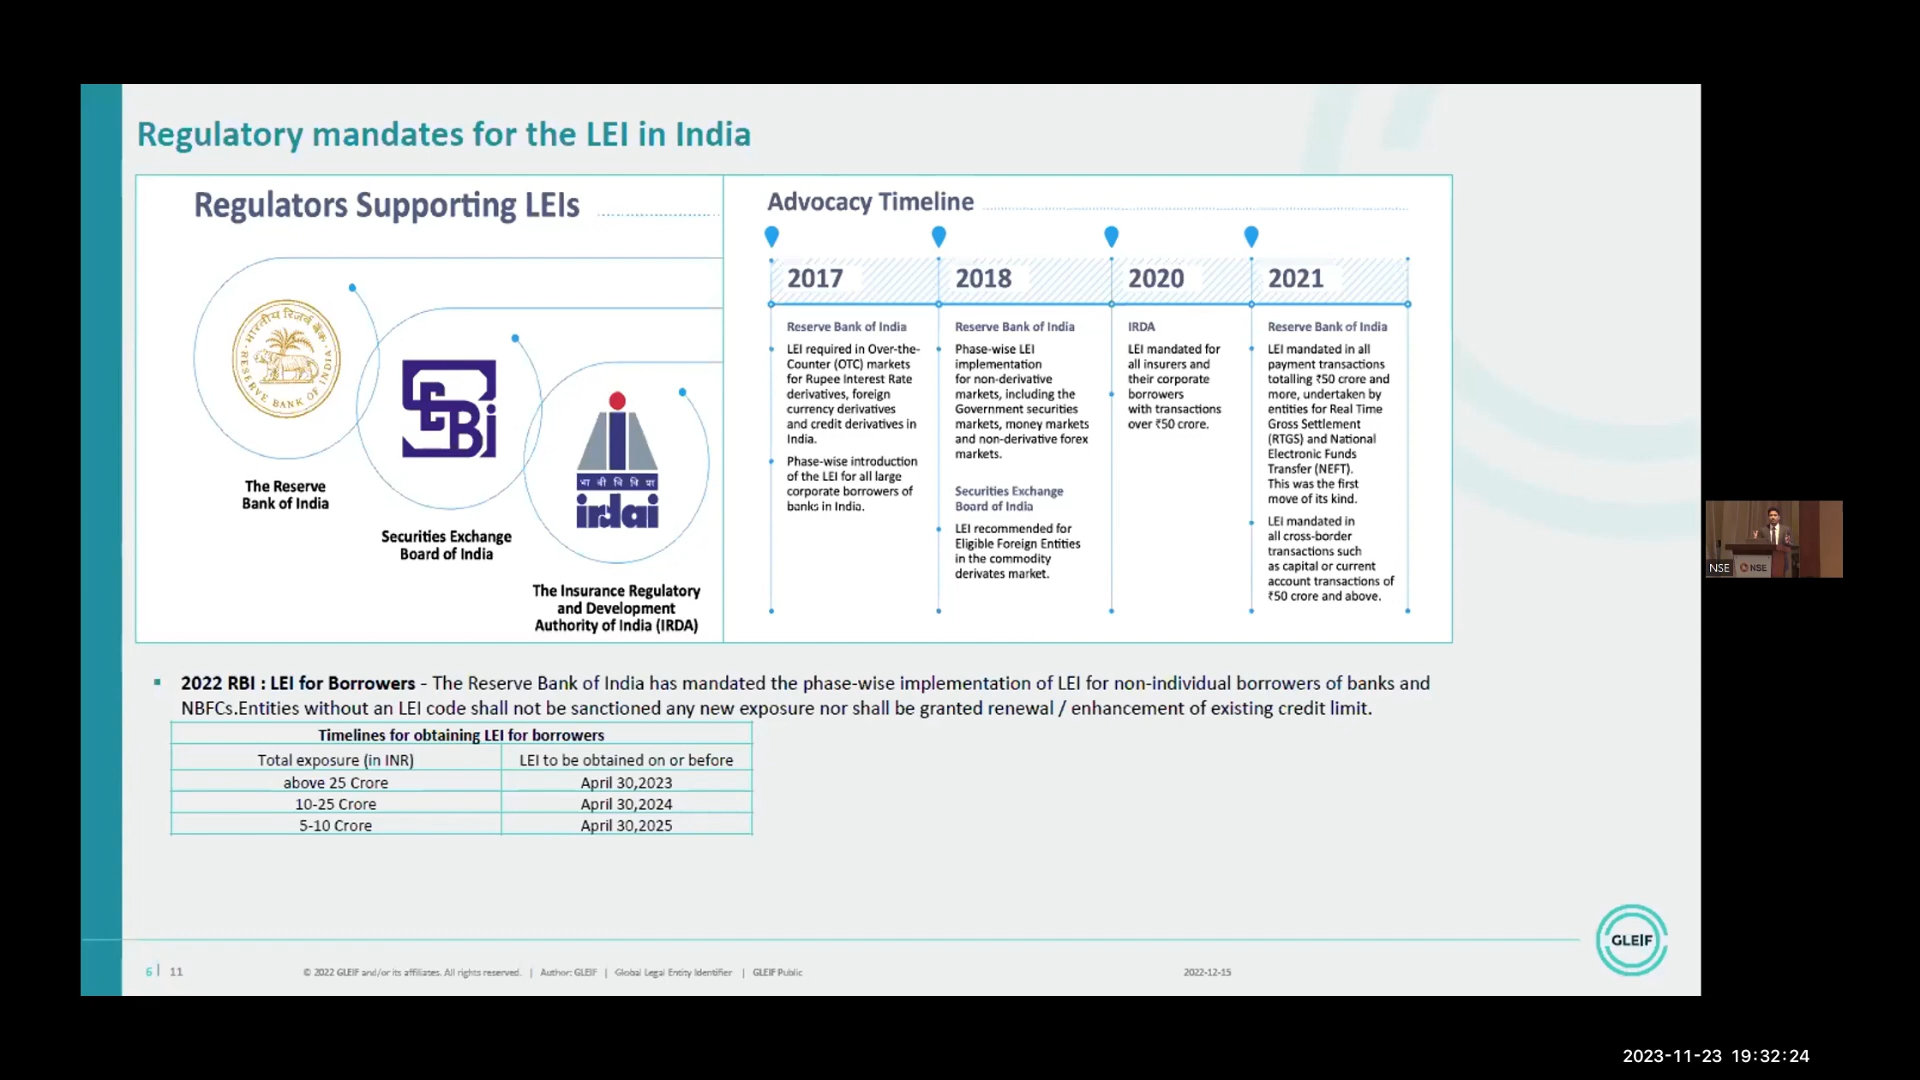 Regulatory mandates for the LEI in India
Regulators Supporting LEIs
भारतीय रिज़र्व बैंक
RESERVE BANK OF INDIA
The Reserve
Bank of India
SEBI
Securities Exchange
Board of India
भा बी वि वि प्रा
irdai
The Insurance Regulatory
and Development
Authority of India (IRDA)
Advocacy Timeline
2017
Reserve Bank of India
LEI required in Over-the-
Counter (OTC) markets
for Rupee Interest Rate
derivatives, foreign
currency derivatives
and credit derivatives in
India.
Phase-wise introduction
of the LEI for all large
corporate borrowers of
banks in India.
2018
Reserve Bank of India
Phase-wise LEI
implementation
for non-derivative
markets, including the
Government securities
markets, money markets
and non-derivative forex
markets.
Securities Exchange
Board of India
LEI recommended for
Eligible Foreign Entities
in the commodity
derivates market.
2020
IRDA
LEI mandated for
all insurers and
their corporate
borrowers
with transactions
over ₹50 crore.
2021
Reserve Bank of India
LEI mandated in all
payment transactions
totalling ₹50 crore and
more, undertaken by
entities for Real Time
Gross Settlement
(RTGS) and National
Electronic Funds
Transfer (NEFT).
This was the first
move of its kind.
LEI mandated in
all cross-border
transactions such
as capital or current
account transactions of
₹50 crore and above.
▪ 2022 RBI : LEI for Borrowers - The Reserve Bank of India has mandated the phase-wise implementation of LEI for non-individual borrowers of banks and
NBFCs.Entities without an LEI code shall not be sanctioned any new exposure nor shall be granted renewal / enhancement of existing credit limit.
Timelines for obtaining LEI for borrowers
Total exposure (in INR) LEI to be obtained on or before
above 25 Crore April 30,2023
10-25 Crore April 30,2024
5-10 Crore April 30,2025
6 | 11
© 2022 GLEIF and/or its affiliates. All rights reserved. | Author: GLEIF | Global Legal Entity Identifier | GLEIF Public
2022-12-15
GLEIF
NSE
NSE
2023-11-23 19:32:24